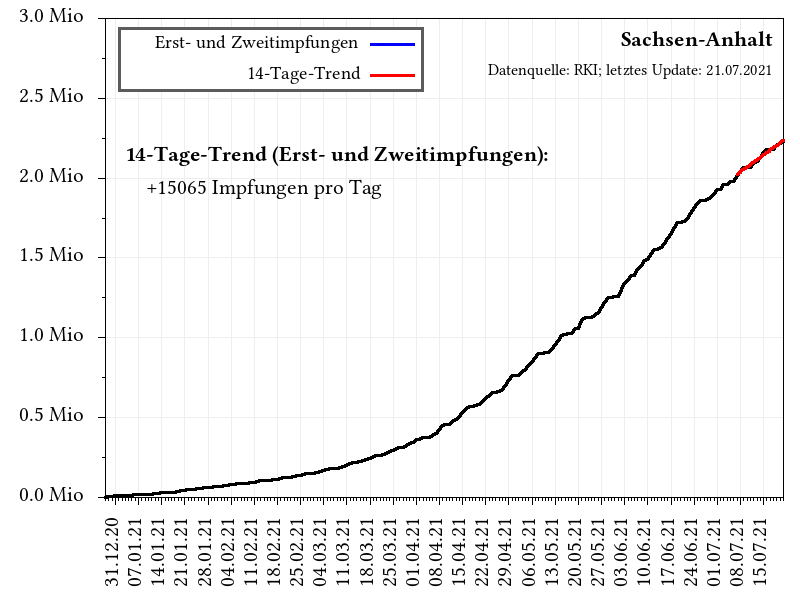 3.0 Mio
2.5 Mio
2.0 Mio
1.5 Mio
1.0 Mio
0.5 Mio
0.0 Mio
Erst- und Zweitimpfungen
14-Tage-Trend
Sachsen-Anhalt
Datenquelle: RKI; letztes Update: 21.07.2021
14-Tage-Trend (Erst- und Zweitimpfungen):
+15065 Impfungen pro Tag
31.12.20
07.01.21
14.01.21
21.01.21
28.01.21
04.02.21
11.02.21
18.02.21
25.02.21
04.03.21
11.03.21
18.03.21
25.03.21
01.04.21
08.04.21
15.04.21
22.04.21
29.04.21
06.05.21
13.05.21
20.05.21
27.05.21
03.06.21
10.06.21
17.06.21
24.06.21
01.07.21
08.07.21
15.07.21